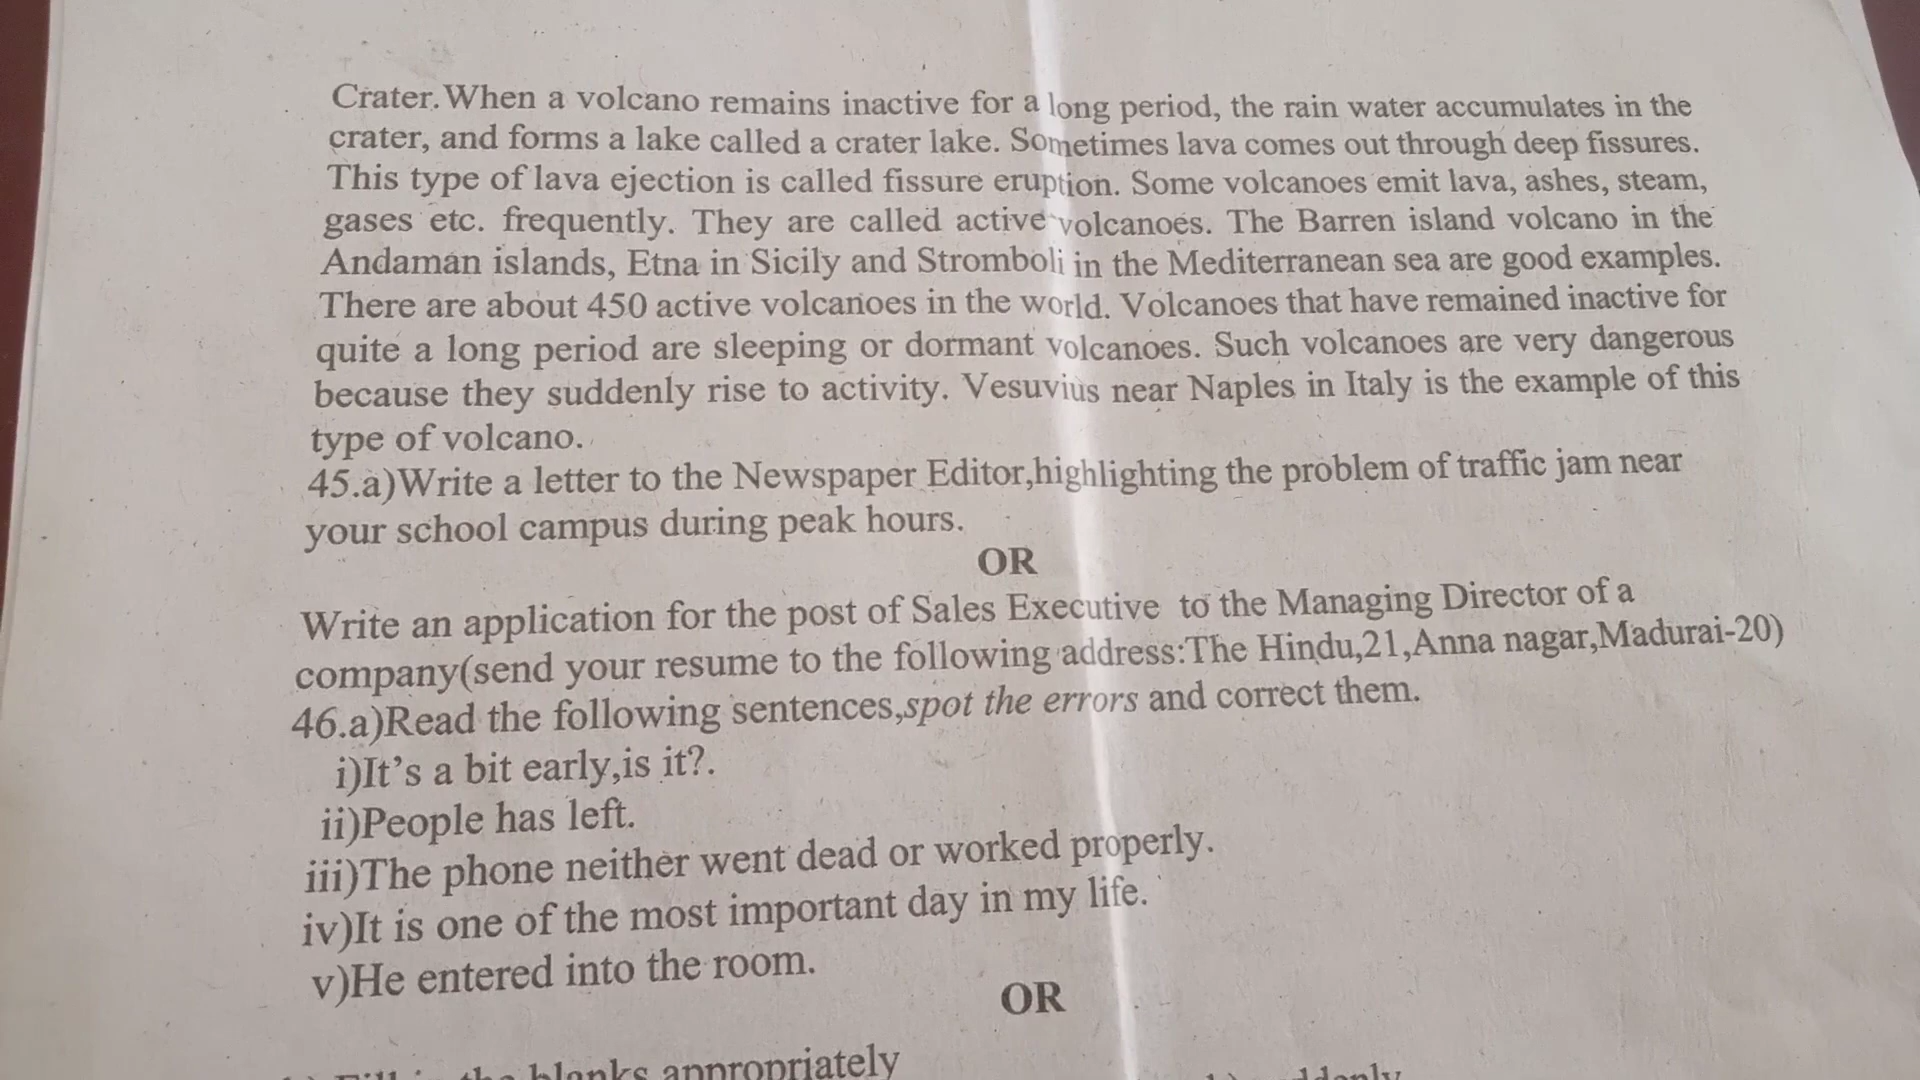 Crater.When a volcano remains inactive for a long period, the rain water accumulates in the
crater, and forms a lake called a crater lake. Sometimes lava comes out through deep fissures.
This type of lava ejection is called fissure eruption. Some volcanoes emit lava, ashes, steam,
gases etc. frequently. They are called active volcanoes. The Barren island volcano in the
Andaman islands, Etna in Sicily and Stromboli in the Mediterranean sea are good examples.
There are about 450 active volcanoes in the world. Volcanoes that have remained inactive for
quite a long period are sleeping or dormant volcanoes. Such volcanoes are very dangerous
because they suddenly rise to activity. Vesuvius near Naples in Italy is the example of this
type of volcano.
45.a)Write a letter to the Newspaper Editor,highlighting the problem of traffic jam near
your school campus during peak hours.
OR
Write an application for the post of Sales Executive to the Managing Director of a
company(send your resume to the following address:The Hindu,21,Anna nagar,Madurai-20)
46.a)Read the following sentences,spot the errors and correct them.
i)It's a bit early,is it?.
ii)People has left.
iii)The phone neither went dead or worked properly.
iv)It is one of the most important day in my life.
v)He entered into the room.
OR
the blanks appropriately